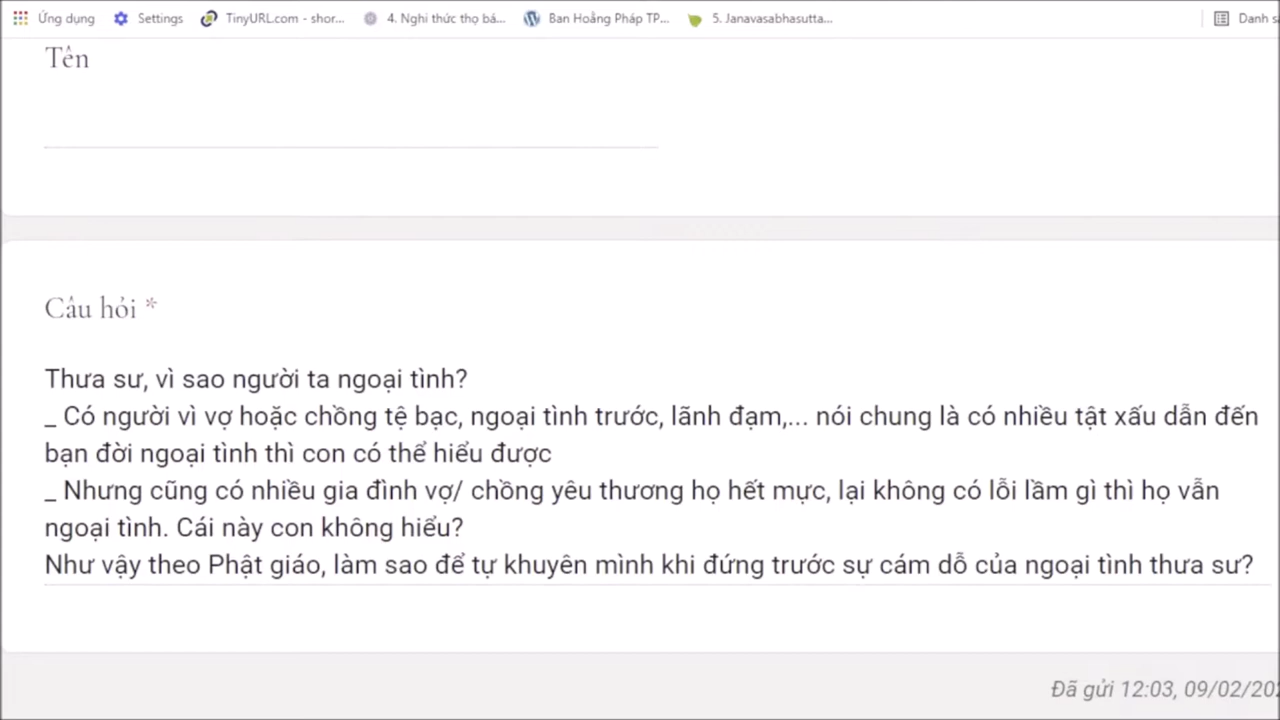 Ứng dụng Settings TinyURL.com - shor... 4. Nghi thức thọ bá... Ban Hoằng Pháp TP... 5. Janavasabhasutta... Danh s
Tên
Câu hỏi *
Thưa sư, vì sao người ta ngoại tình?
_ Có người vì vợ hoặc chồng tệ bạc, ngoại tình trước, lãnh đạm,... nói chung là có nhiều tật xấu dẫn đến
bạn đời ngoại tình thì con có thể hiểu được
_ Nhưng cũng có nhiều gia đình vợ/ chồng yêu thương họ hết mực, lại không có lỗi lầm gì thì họ vẫn
ngoại tình. Cái này con không hiểu?
Như vậy theo Phật giáo, làm sao để tự khuyên mình khi đứng trước sự cám dỗ của ngoại tình thưa sư?
Đã gửi 12:03, 09/02/202